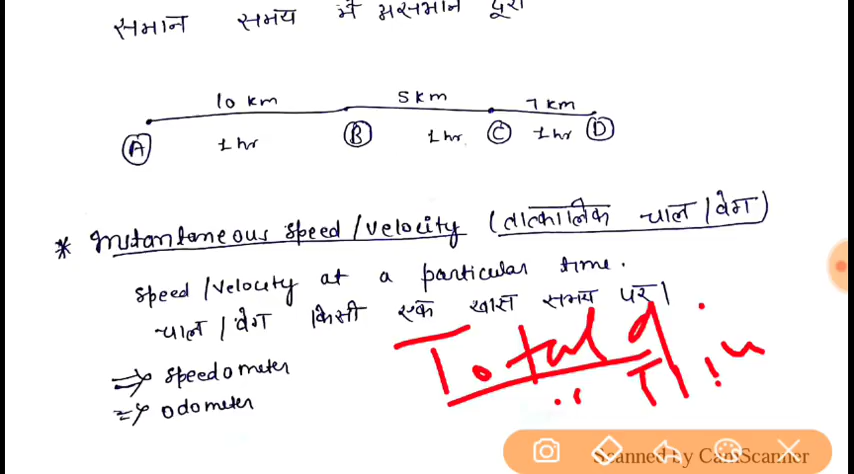 समान समय में असमान दूरी
10 km 5 km 7 km
A 1 hr B 1 hr. C 1 hr D
* Instantaneous speed/velocity (तात्कालिक चाल/वेग)
speed/velocity at a particular time.
चाल/वेग किसी एक खास समय पर।
⇒ speedometer
⇒ odometer
Total d
" Tim
Scanned by CamScanner